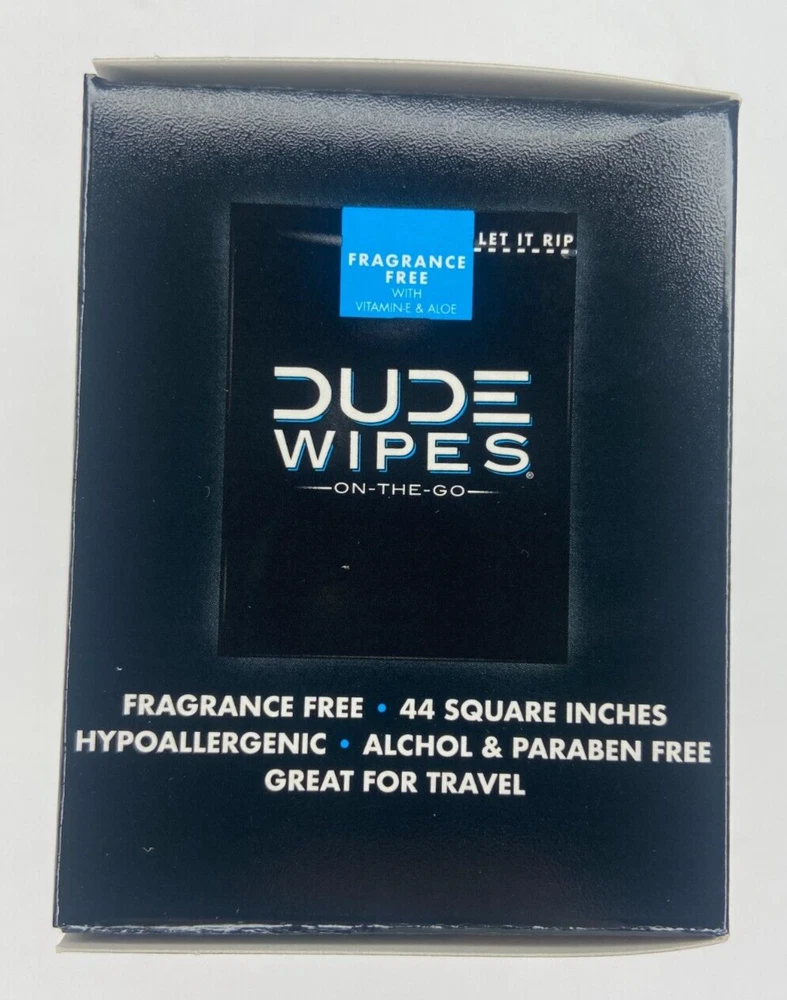 LET IT RIP
FRAGRANCE
FREE
WITH
VITAMIN-E & ALOE
DUDE
WIPES®
ON-THE-GO
FRAGRANCE FREE • 44 SQUARE INCHES
HYPOALLERGENIC • ALCHOL & PARABEN FREE
GREAT FOR TRAVEL